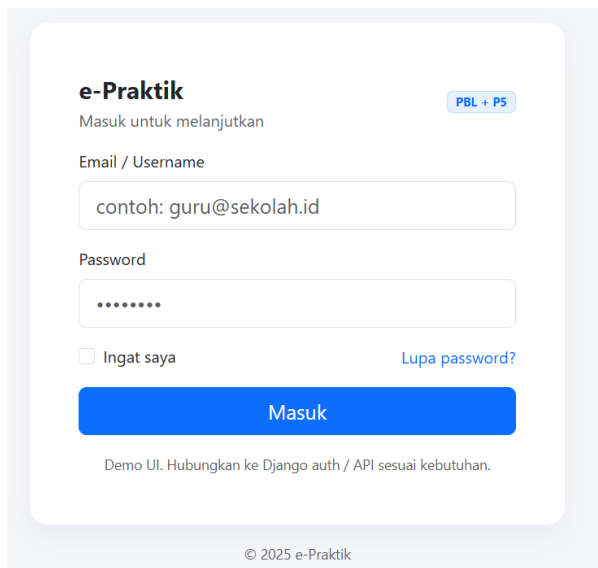 e-Praktik
PBL + P5
Masuk untuk melanjutkan
Email / Username
contoh: guru@sekolah.id
Password
••••••••
Ingat saya
Lupa password?
Masuk
Demo UI. Hubungkan ke Django auth / API sesuai kebutuhan.
© 2025 e-Praktik